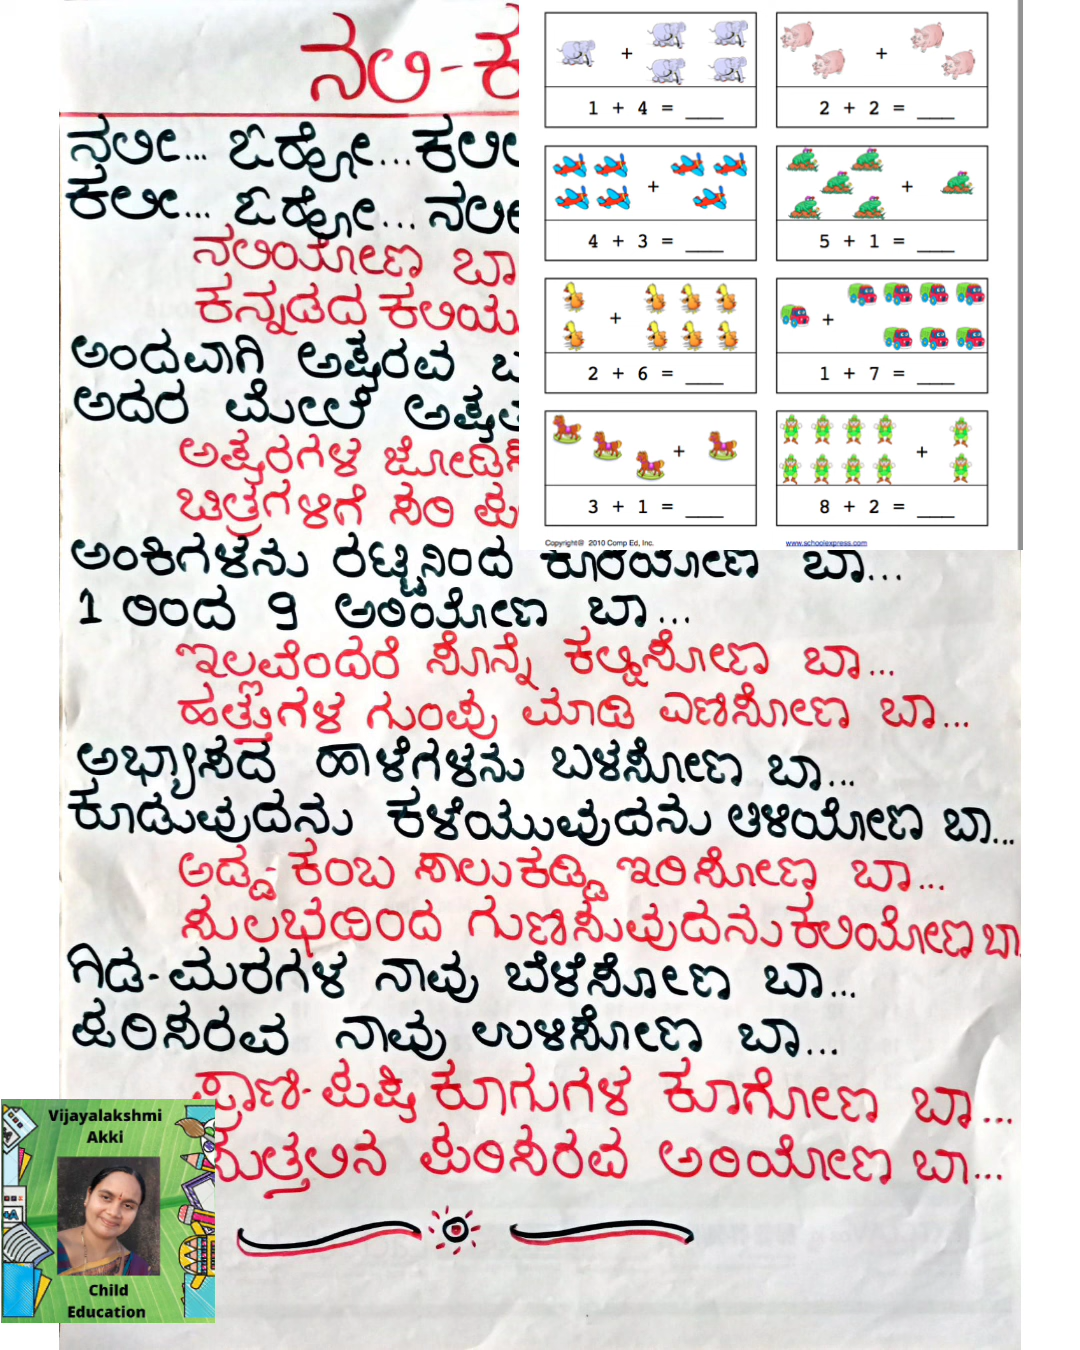 ನಲಿ-ಕ
ನಲೀ... ಓಹೋ...ಕಲೀ
ಕಲೀ... ಓಹೋ... ನಲೀ
ನಲಿಯೋಣ ಬಾ
ಕನ್ನಡದ ಕಲಿಯ
ಅಂದವಾಗಿ ಅಕ್ಷರವ ಬ
ಅದರ ಮೇಲೆ ಅಕ್ಷತ
ಅಕ್ಷರಗಳ ಜೋಡಿಸಿ
ಚಿತ್ರಗಳಿಗೆ ಸರಿ ಪ
ಅಂಕಿಗಳನು ರಟ್ಟಿನಿಂದ ಕೊರೆಯೋಣ ಬಾ...
1 ರಿಂದ 9 ಅರಿಯೋಣ ಬಾ...
ಇಲ್ಲವೆಂದರೆ ಸೊನ್ನೆ ಕಲ್ಪಿಸೋಣ ಬಾ...
ಹತ್ತುಗಳ ಗುಂಪು ಮಾಡಿ ಎಣಿಸೋಣ ಬಾ...
ಅಭ್ಯಾಸದ ಹಾಳೆಗಳನು ಬಳಸೋಣ ಬಾ...
ಕೂಡುವುದನು ಕಳೆಯುವುದನು ತಿಳಿಯೋಣ ಬಾ...
ಅಡ್ಡ-ಕಂಬ ಸಾಲುಕಡ್ಡಿ ಇರಿಸೋಣ ಬಾ...
ಸುಲಭದಿಂದ ಗುಣಿಸುವುದನು ಕಲಿಯೋಣ ಬಾ
ಗಿಡ-ಮರಗಳ ನಾವು ಬೆಳೆಸೋಣ ಬಾ...
ಪರಿಸರವ ನಾವು ಉಳಿಸೋಣ ಬಾ...
ಪ್ರಾಣಿ-ಪಕ್ಷಿ ಕೂಗುಗಳ ಕೂಗೋಣ ಬಾ...
ಸುತ್ತಲಿನ ಪರಿಸರವ ಅರಿಯೋಣ ಬಾ...
+ +
1 + 4 = ___ 2 + 2 = ___
+ +
4 + 3 = ___ 5 + 1 = ___
+ +
2 + 6 = ___ 1 + 7 = ___
+ +
3 + 1 = ___ 8 + 2 = ___
Copyright@ 2010 Comp Ed, Inc. www.schoolexpress.com
Vijayalakshmi
Akki
Child
Education